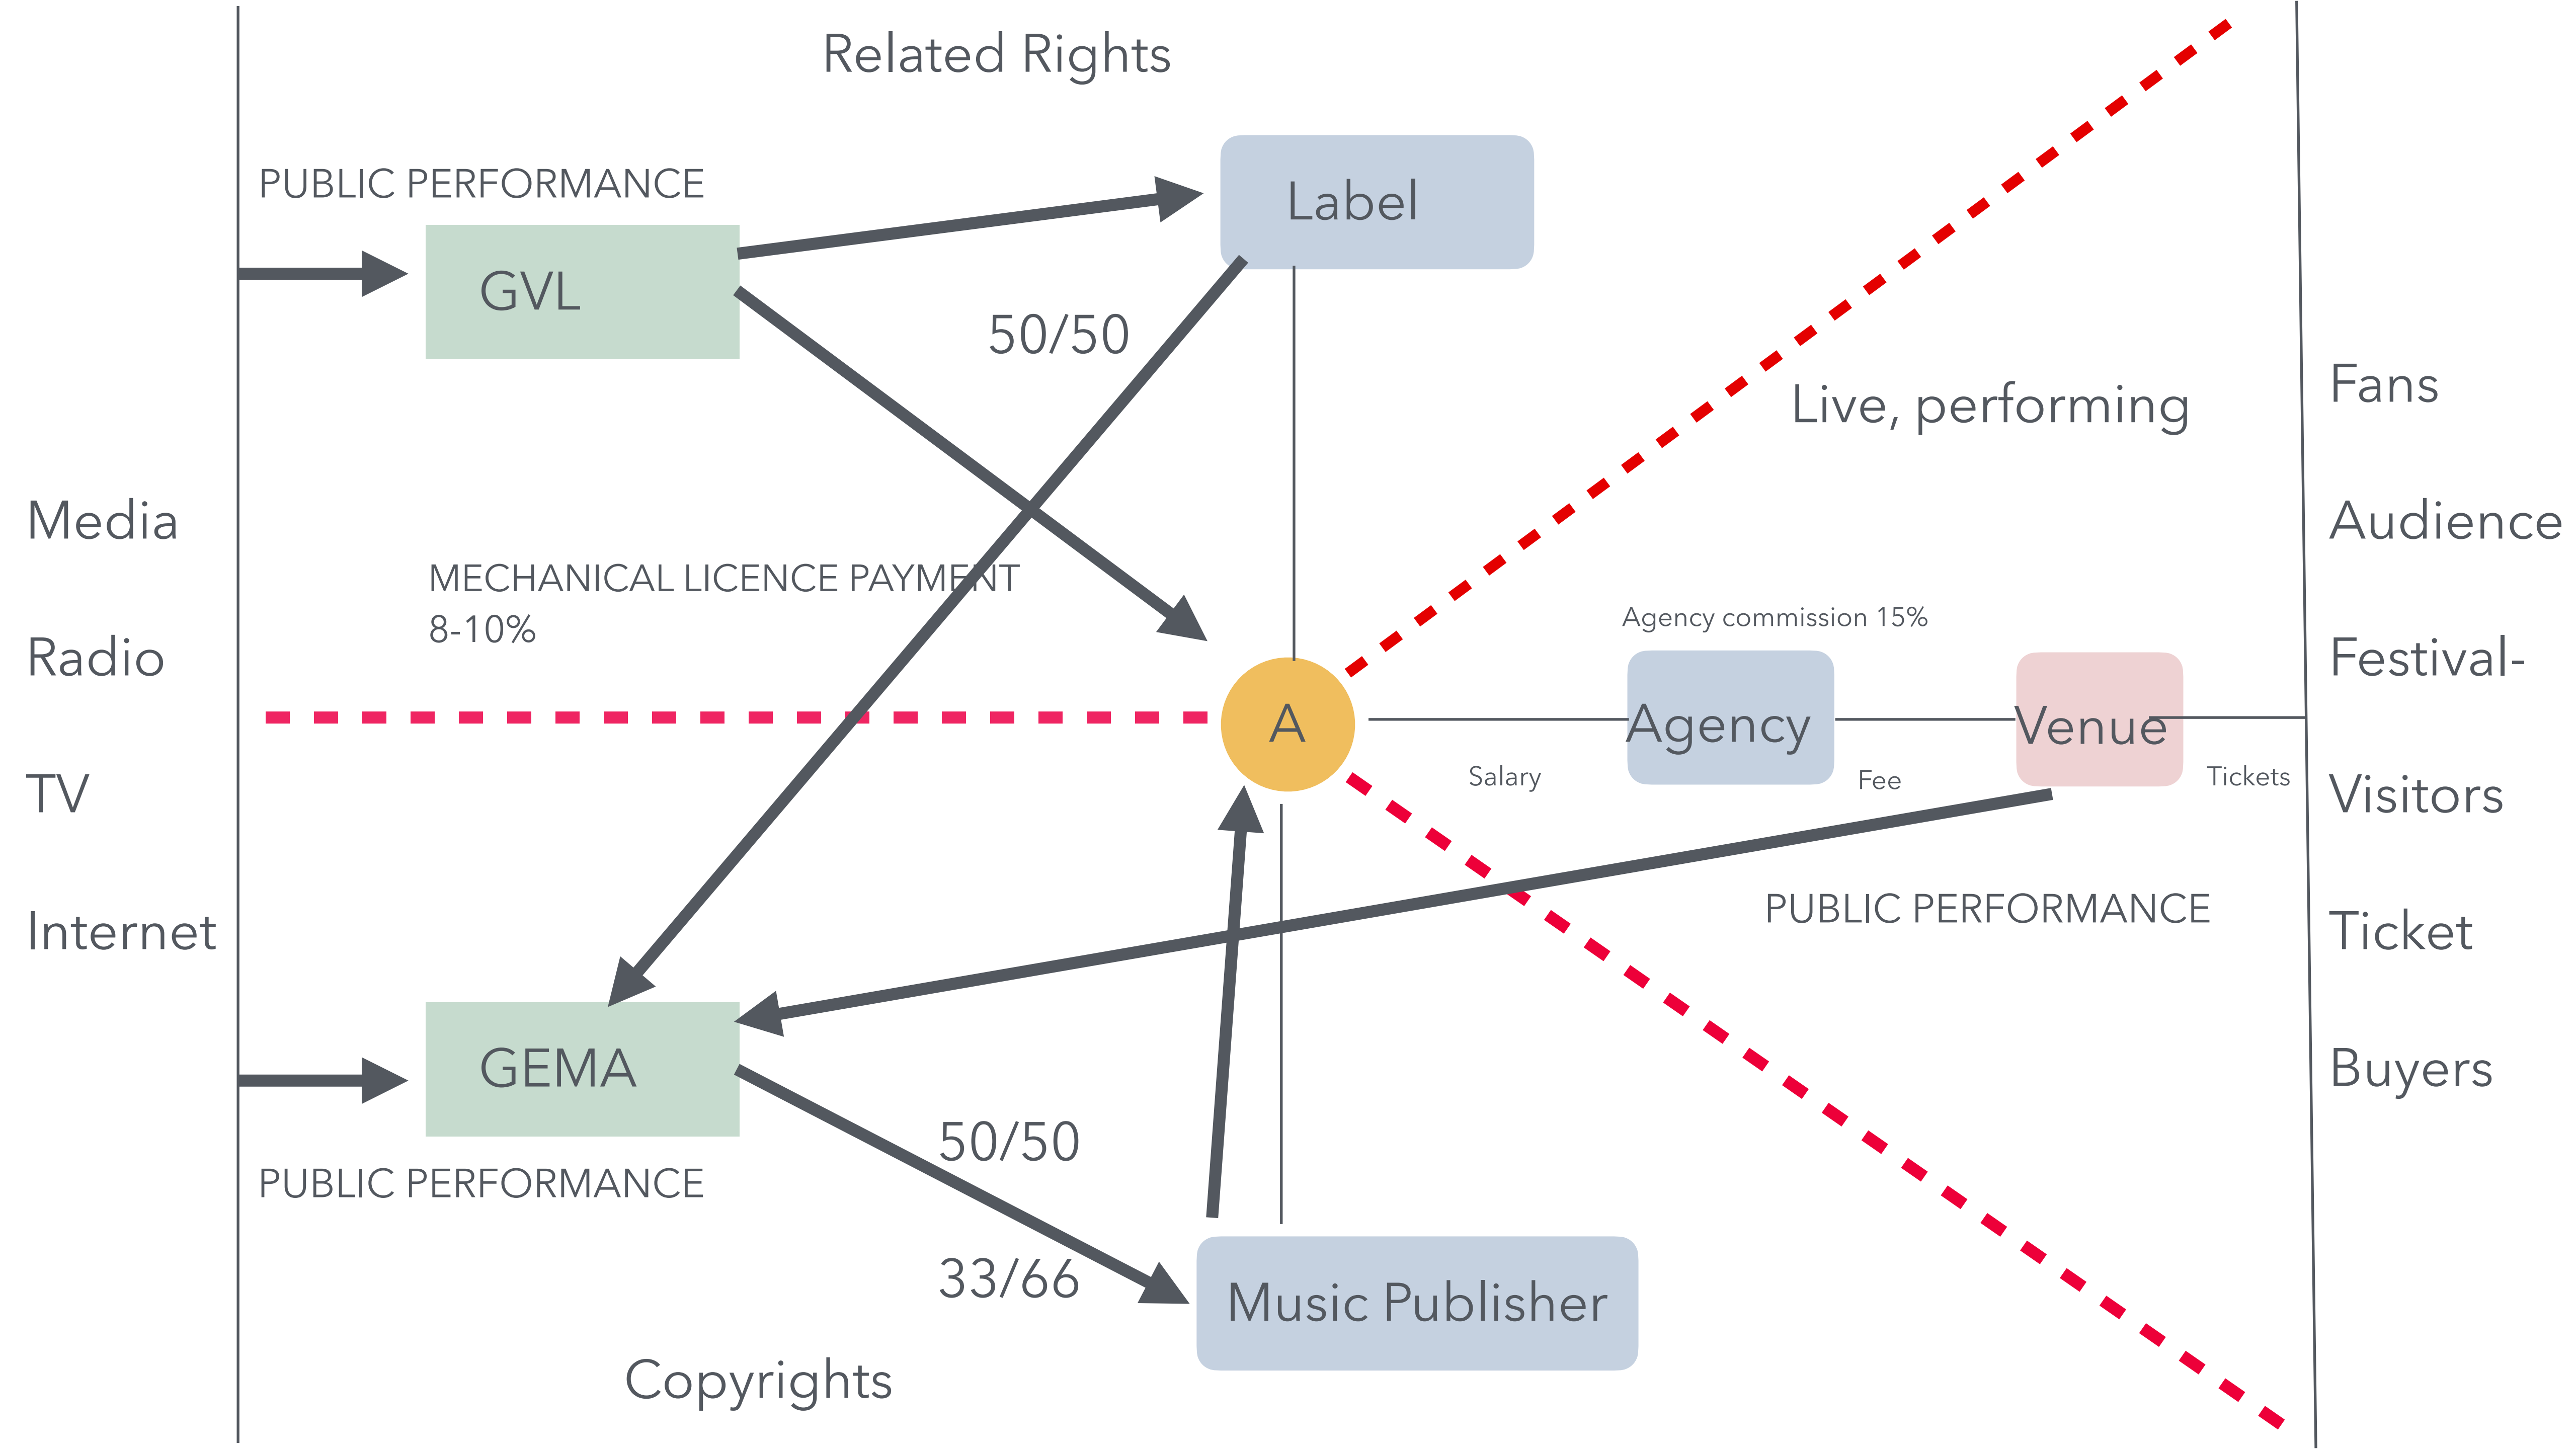 Related Rights
PUBLIC PERFORMANCE
GVL
Label
50/50
MECHANICAL LICENCE PAYMENT
8-10%
Media
Radio
TV
Internet
A
Live, performing
Agency commission 15%
Agency
Venue
Salary
Fee
Tickets
PUBLIC PERFORMANCE
Fans
Audience
Festival-
Visitors
Ticket
Buyers
GEMA
PUBLIC PERFORMANCE
50/50
33/66
Music Publisher
Copyrights